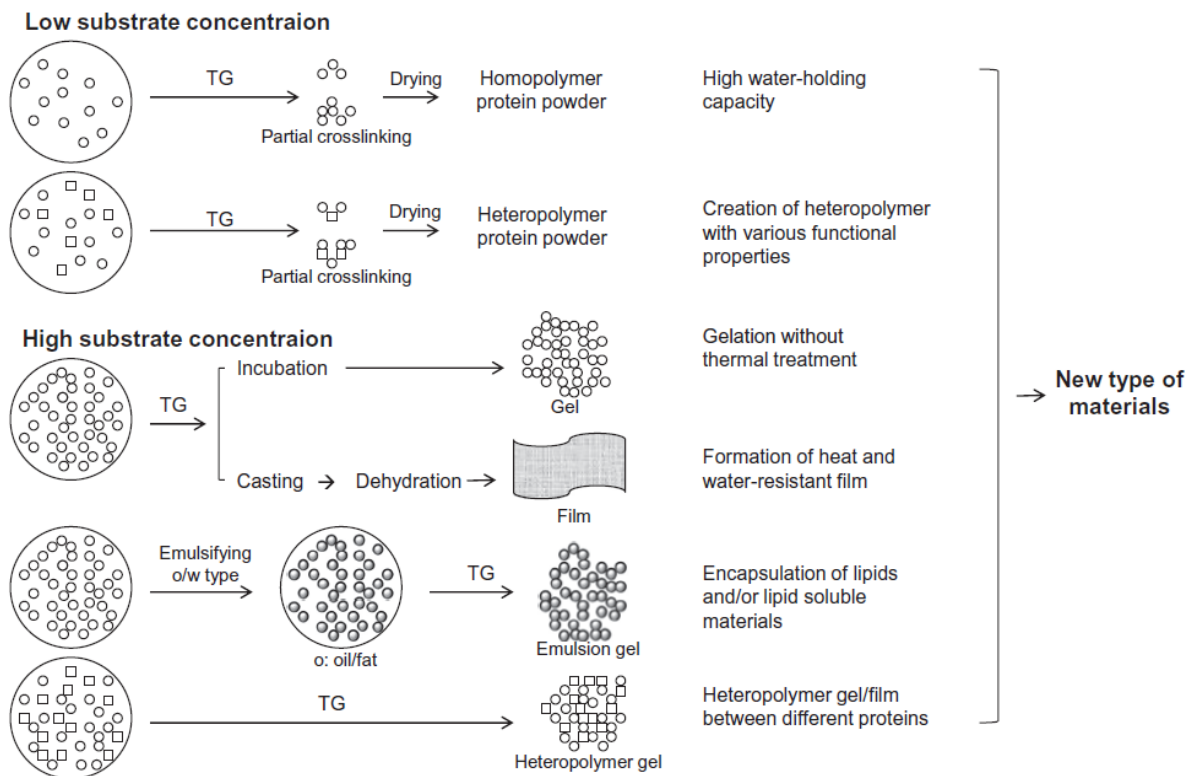 Low substrate concentraion
TG
Partial crosslinking
Drying
Homopolymer
protein powder
High water-holding
capacity
TG
Partial crosslinking
Drying
Heteropolymer
protein powder
Creation of heteropolymer
with various functional
properties
High substrate concentraion
TG
Incubation
Gel
Gelation without
thermal treatment
Casting
Dehydration
Film
Formation of heat and
water-resistant film
Emulsifying
o/w type
o: oil/fat
TG
Emulsion gel
Encapsulation of lipids
and/or lipid soluble
materials
TG
Heteropolymer gel
Heteropolymer gel/film
between different proteins
New type of
materials